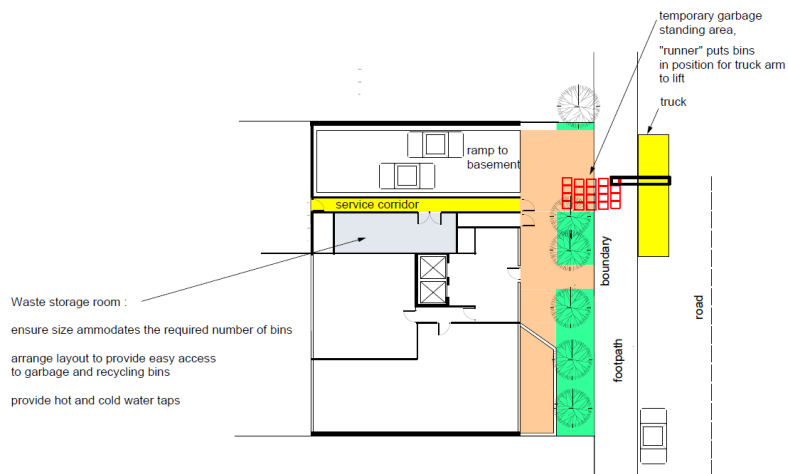 temporary garbage
standing area,
"runner" puts bins
in position for truck arm
to lift
truck
ramp to
basement
service corridor
boundary
road
footpath
Waste storage room :
ensure size ammodates the required number of bins
arrange layout to provide easy access
to garbage and recycling bins
provide hot and cold water taps